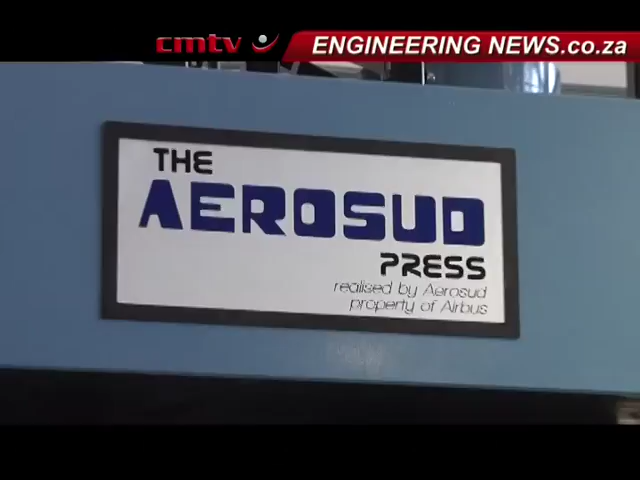 cmtv
ENGINEERING NEWS.co.za
THE
AEROSUD
PRESS
realised by Aerosud
property of Airbus